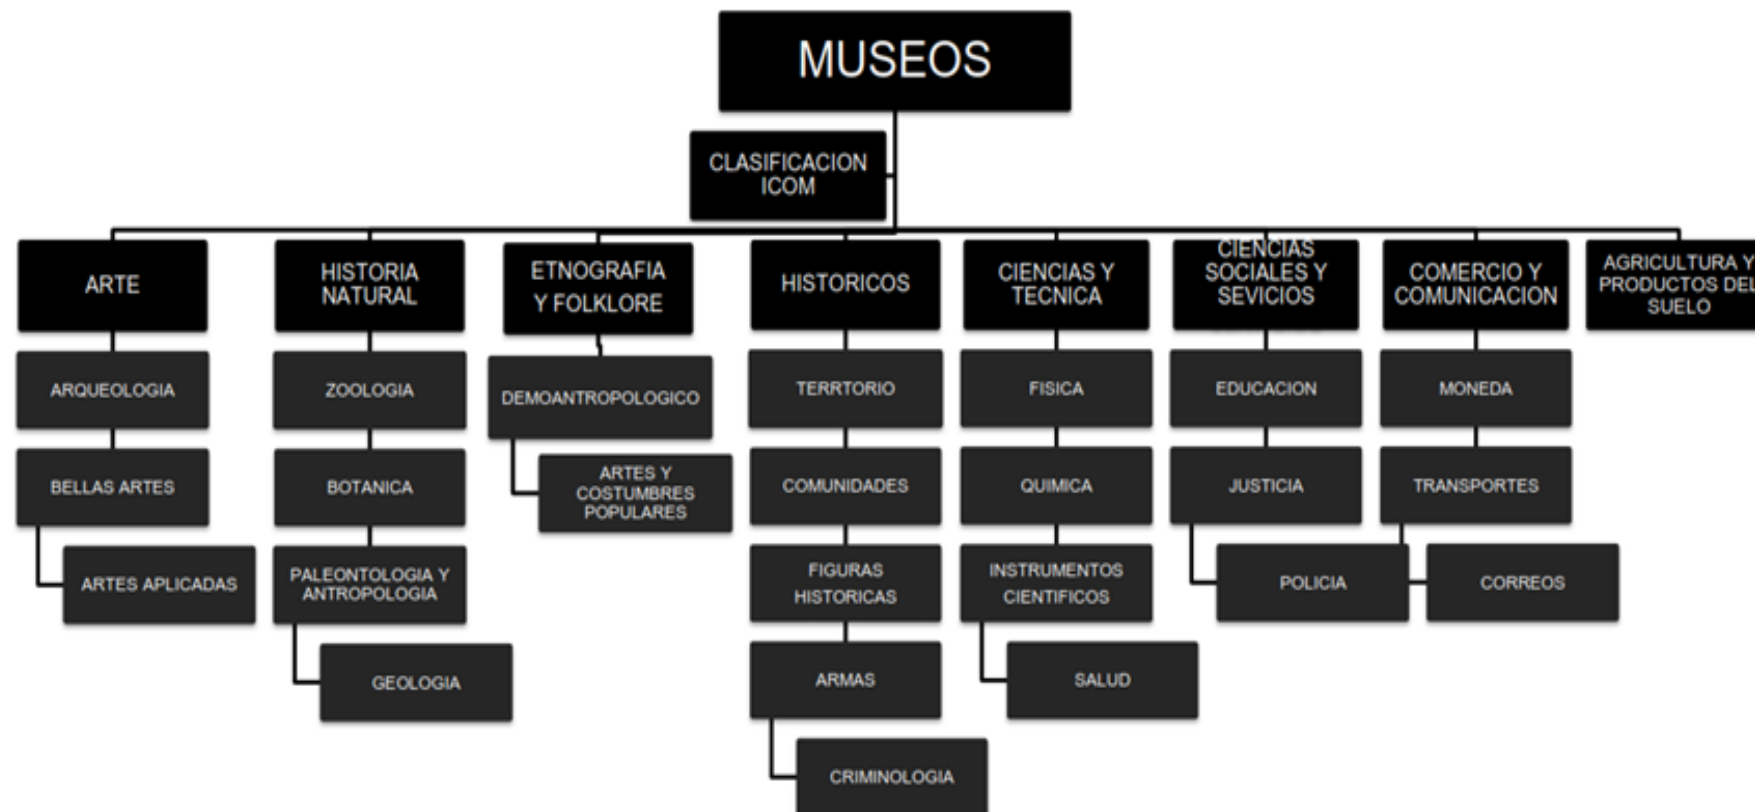 MUSEOS
CLASIFICACION
ICOM
ARTE
HISTORIA
NATURAL
ETNOGRAFIA
Y FOLKLORE
HISTORICOS
CIENCIAS Y
TECNICA
CIENCIAS
SOCIALES Y
SEVICIOS
COMERCIO Y
COMUNICACION
AGRICULTURA Y
PRODUCTOS DEL
SUELO
ARQUEOLOGIA
ZOOLOGIA
DEMOANTROPOLOGICO
TERRTORIO
FISICA
EDUCACION
MONEDA
BELLAS ARTES
BOTANICA
ARTES Y
COSTUMBRES
POPULARES
COMUNIDADES
QUIMICA
JUSTICIA
TRANSPORTES
ARTES APLICADAS
PALEONTOLOGIA Y
ANTROPOLOGIA
FIGURAS
HISTORICAS
INSTRUMENTOS
CIENTIFICOS
POLICIA
CORREOS
GEOLOGIA
ARMAS
SALUD
CRIMINOLOGIA